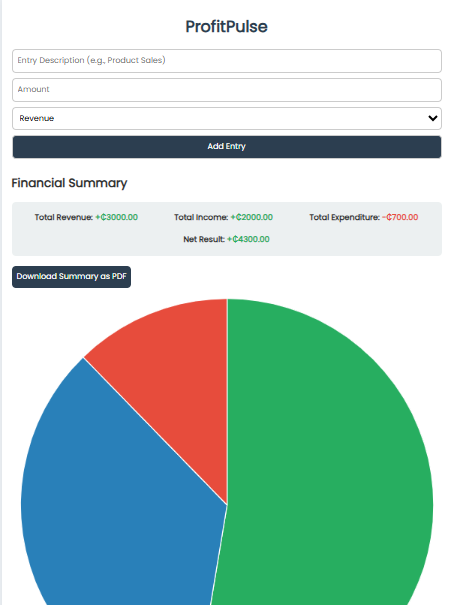 ProfitPulse
Entry Description (e.g., Product Sales)
Amount
Revenue
Add Entry
Financial Summary
Total Revenue: +₵3000.00 Total Income: +₵2000.00 Total Expenditure: -₵700.00
Net Result: +₵4300.00
Download Summary as PDF